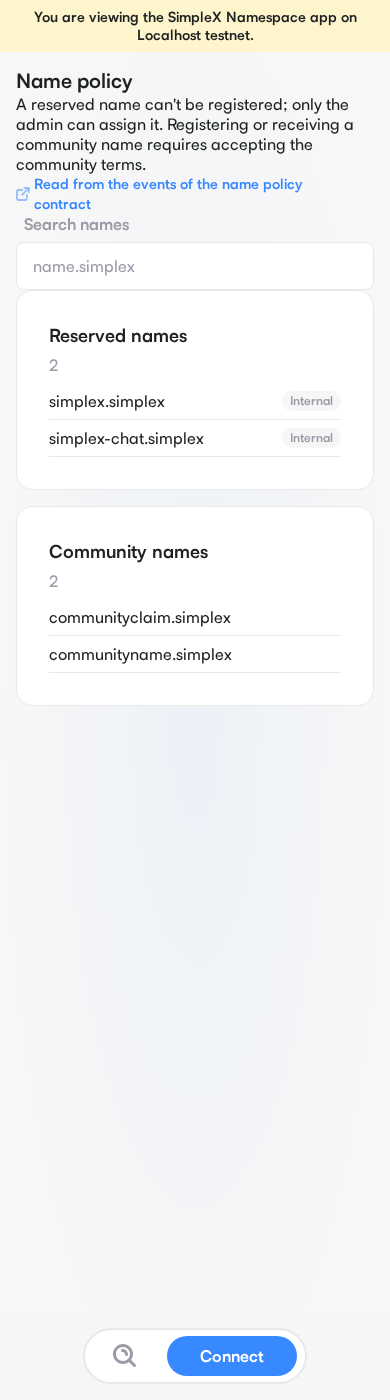 You are viewing the SimpleX Namespace app on
Localhost testnet.
Name policy
A reserved name can't be registered; only the
admin can assign it. Registering or receiving a
community name requires accepting the
community terms.
Read from the events of the name policy
contract
Search names
name.simplex
Reserved names
2
simplex.simplex Internal
simplex-chat.simplex Internal
Community names
2
communityclaim.simplex
communityname.simplex
Connect